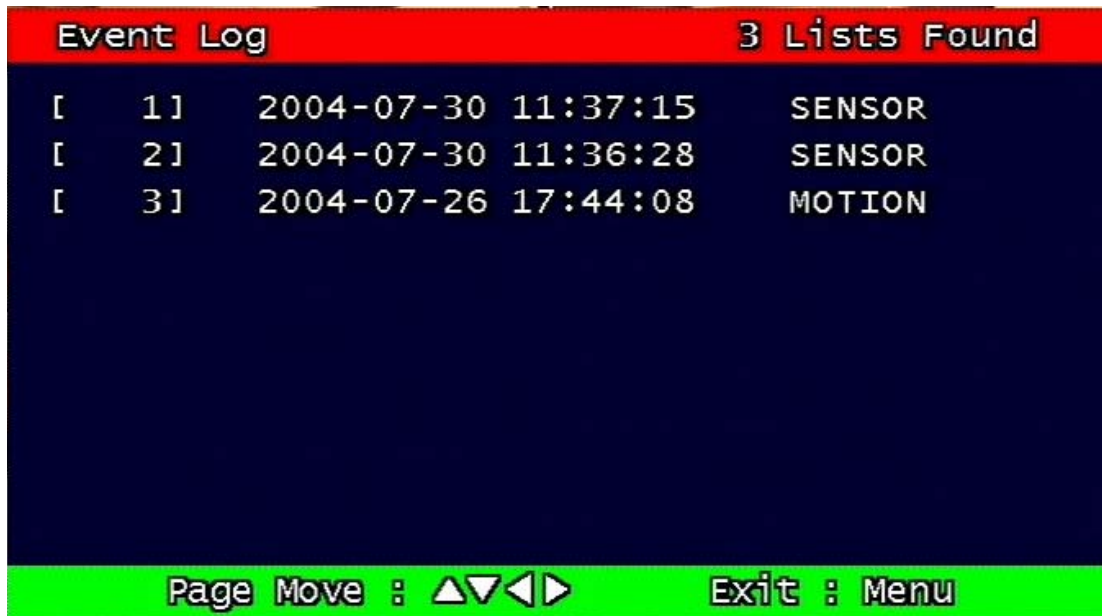 Event Log 3 Lists Found
[ 1] 2004-07-30 11:37:15 SENSOR
[ 2] 2004-07-30 11:36:28 SENSOR
[ 3] 2004-07-26 17:44:08 MOTION
Page Move : △▽◁▷ Exit : Menu